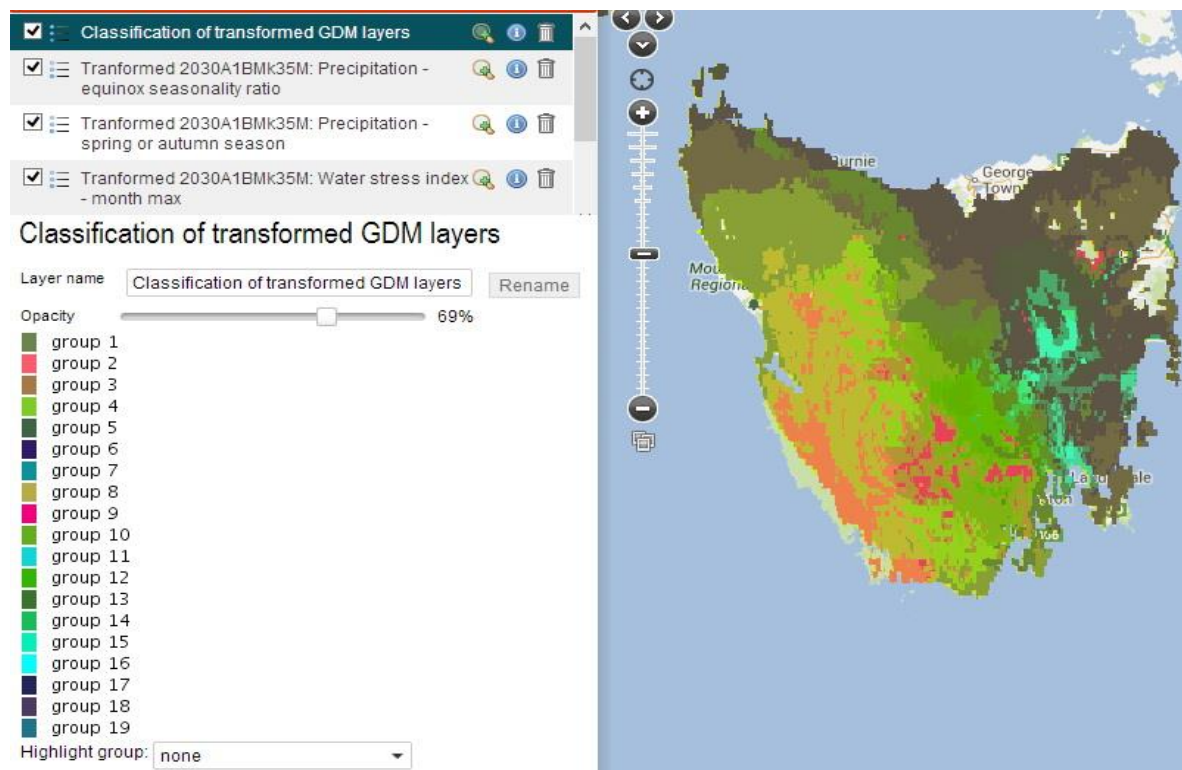 Classification of transformed GDM layers
Tranformed 2030A1BMk35M: Precipitation -
equinox seasonality ratio
Tranformed 2030A1BMk35M: Precipitation -
spring or autumn season
Tranformed 2030A1BMk35M: Water stress index
- month max
Classification of transformed GDM layers
Layer name
Classification of transformed GDM layers
Rename
Opacity
69%
group 1
group 2
group 3
group 4
group 5
group 6
group 7
group 8
group 9
group 10
group 11
group 12
group 13
group 14
group 15
group 16
group 17
group 18
group 19
Highlight group:
none
George
Town